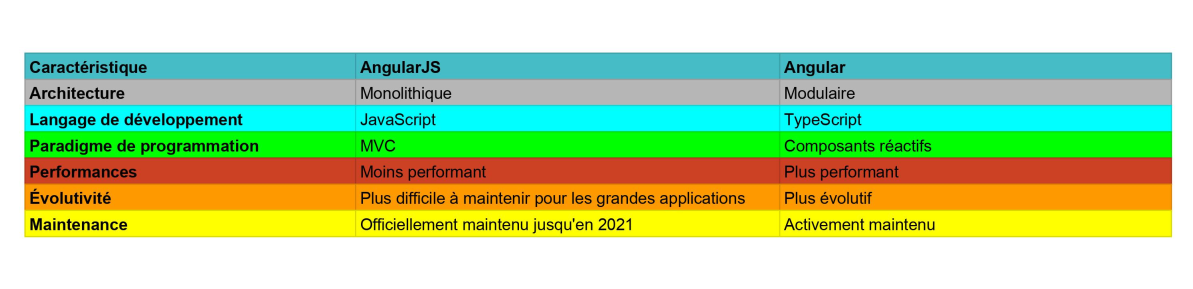 Caractéristique AngularJS Angular
Architecture Monolithique Modulaire
Langage de développement JavaScript TypeScript
Paradigme de programmation MVC Composants réactifs
Performances Moins performant Plus performant
Évolutivité Plus difficile à maintenir pour les grandes applications Plus évolutif
Maintenance Officiellement maintenu jusqu'en 2021 Activement maintenu